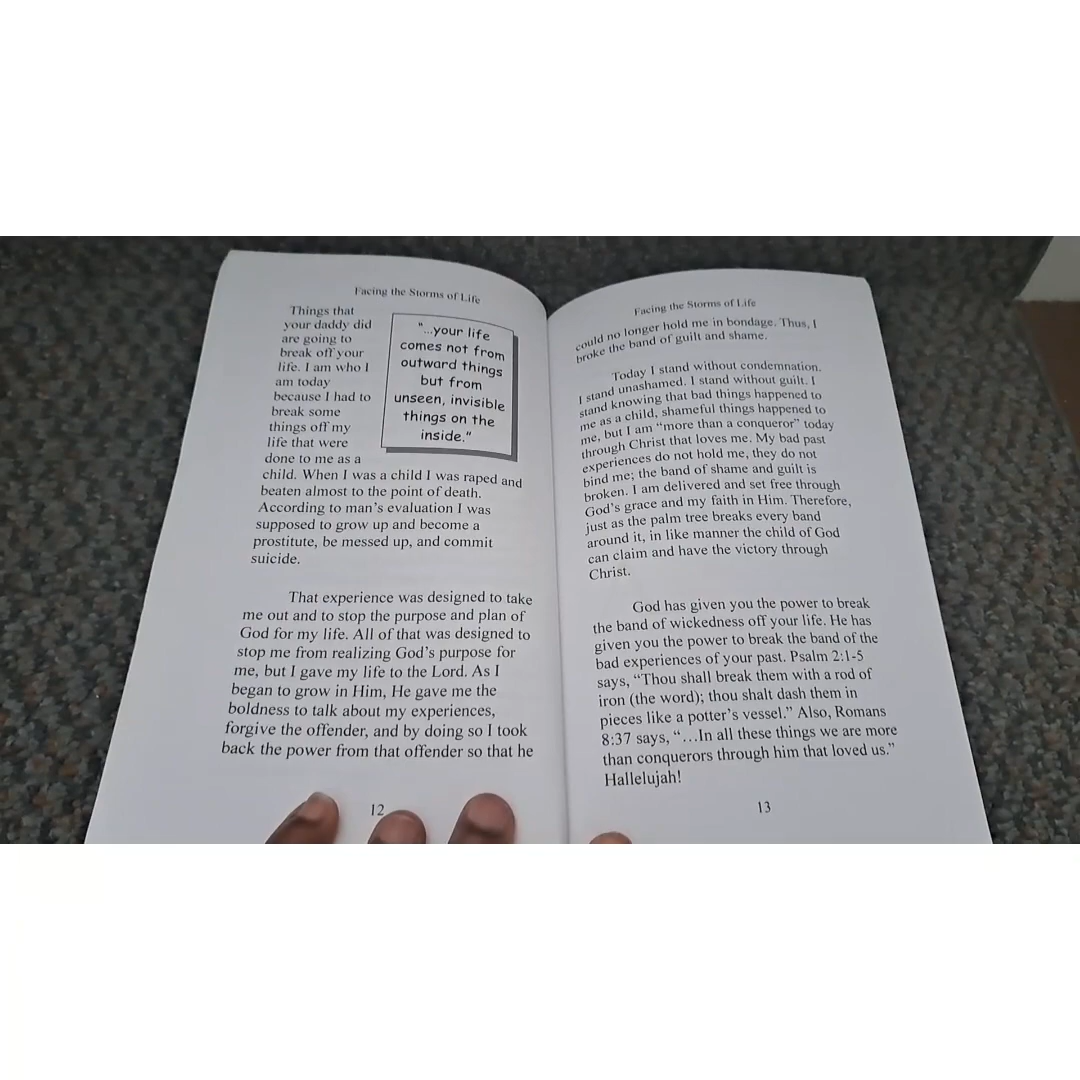 Facing the Storms of Life
Things that
your daddy did
are going to
break off your
life. I am who I
am today
because I had to
break some
things off my
life that were
done to me as a
child. When I was a child I was raped and
beaten almost to the point of death.
According to man's evaluation I was
supposed to grow up and become a
prostitute, be messed up, and commit
suicide.
"...your life
comes not from
outward things
but from
unseen, invisible
things on the
inside."
That experience was designed to take
me out and to stop the purpose and plan of
God for my life. All of that was designed to
stop me from realizing God's purpose for
me, but I gave my life to the Lord. As I
began to grow in Him, He gave me the
boldness to talk about my experiences,
forgive the offender, and by doing so I took
back the power from that offender so that he
12
Facing the Storms of Life
could no longer hold me in bondage. Thus, I
broke the band of guilt and shame.
Today I stand without condemnation.
I stand unashamed. I stand without guilt. I
stand knowing that bad things happened to
me as a child, shameful things happened to
me, but I am "more than a conqueror" today
through Christ that loves me. My bad past
experiences do not hold me, they do not
bind me; the band of shame and guilt is
broken. I am delivered and set free through
God's grace and my faith in Him. Therefore,
just as the palm tree breaks every band
around it, in like manner the child of God
can claim and have the victory through
Christ.
God has given you the power to break
the band of wickedness off your life. He has
given you the power to break the band of the
bad experiences of your past. Psalm 2:1-5
says, "Thou shall break them with a rod of
iron (the word); thou shalt dash them in
pieces like a potter's vessel." Also, Romans
8:37 says, "...In all these things we are more
than conquerors through him that loved us."
Hallelujah!
13